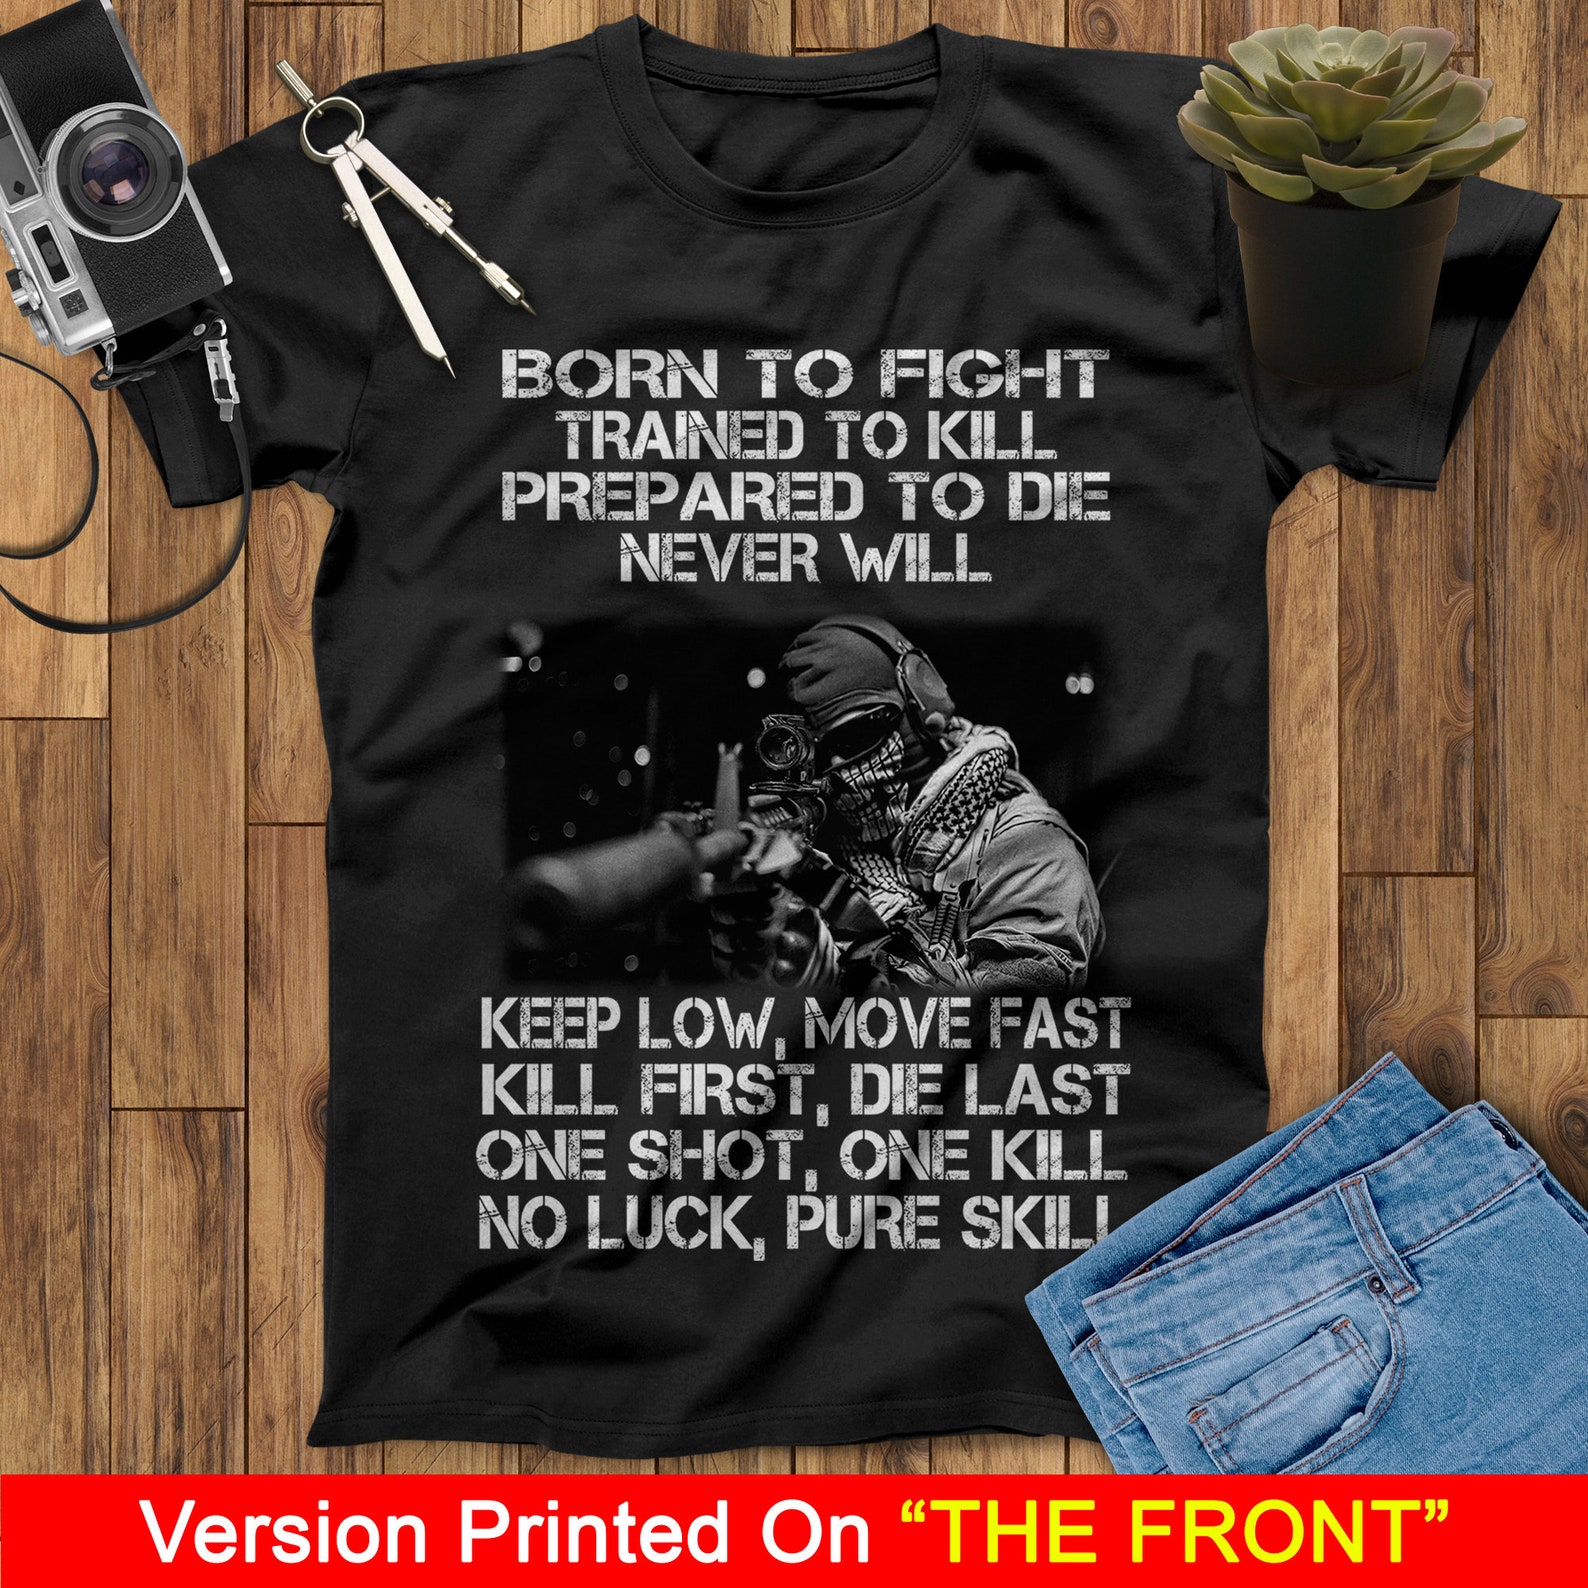 BORN TO FIGHT
TRAINED TO KILL
PREPARED TO DIE
NEVER WILL
KEEP LOW, MOVE FAST
KILL FIRST, DIE LAST
ONE SHOT, ONE KILL
NO LUCK, PURE SKILL
Version Printed On “THE FRONT”